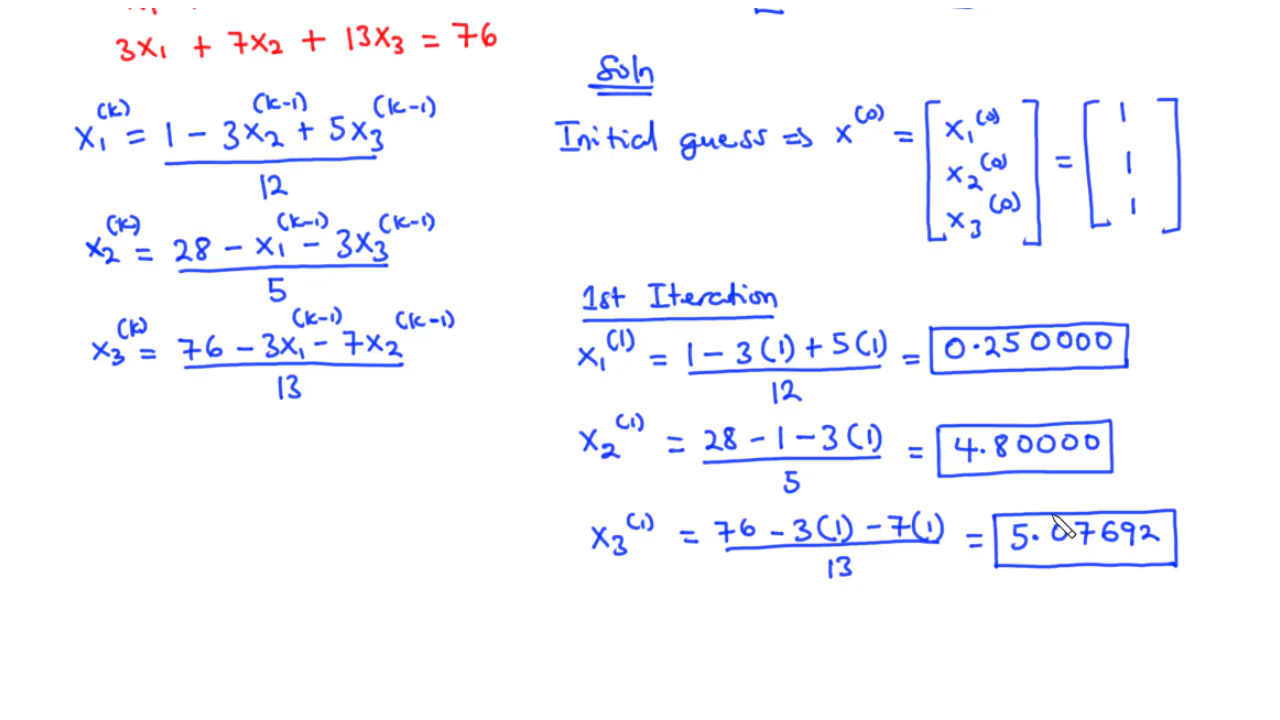 3x₁ + 7x₂ + 13x₃ = 76
x₁⁽ᵏ⁾ = 1 - 3x₂⁽ᵏ⁻¹⁾ + 5x₃⁽ᵏ⁻¹⁾
12
x₂⁽ᵏ⁾ = 28 - x₁⁽ᵏ⁻¹⁾ - 3x₃⁽ᵏ⁻¹⁾
5
x₃⁽ᵏ⁾ = 76 - 3x₁⁽ᵏ⁻¹⁾ - 7x₂⁽ᵏ⁻¹⁾
13
Soln
Initial guess ⇒ x⁽⁰⁾ = [x₁⁽⁰⁾ x₂⁽⁰⁾ x₃⁽⁰⁾] = [1 1 1]
1st Iteration
x₁⁽¹⁾ = 1 - 3(1) + 5(1) = 0.250000
12
x₂⁽¹⁾ = 28 - 1 - 3(1) = 4.80000
5
x₃⁽¹⁾ = 76 - 3(1) - 7(1) = 5.07692
13